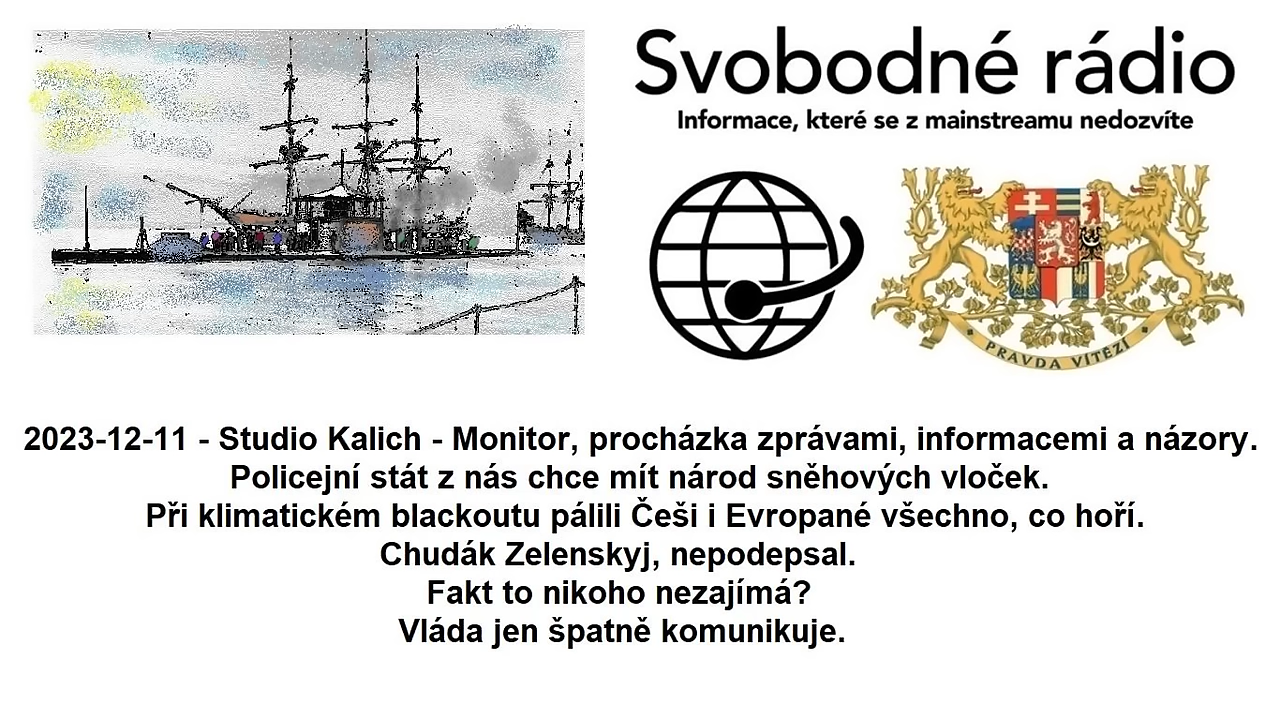 Svobodné rádio
Informace, které se z mainstreamu nedozvíte
PRAVDA VÍTĚZÍ
2023-12-11 - Studio Kalich - Monitor, procházka zprávami, informacemi a názory.
Policejní stát z nás chce mít národ sněhových vloček.
Při klimatickém blackoutu pálili Češi i Evropané všechno, co hoří.
Chudák Zelenskyj, nepodepsal.
Fakt to nikoho nezajímá?
Vláda jen špatně komunikuje.